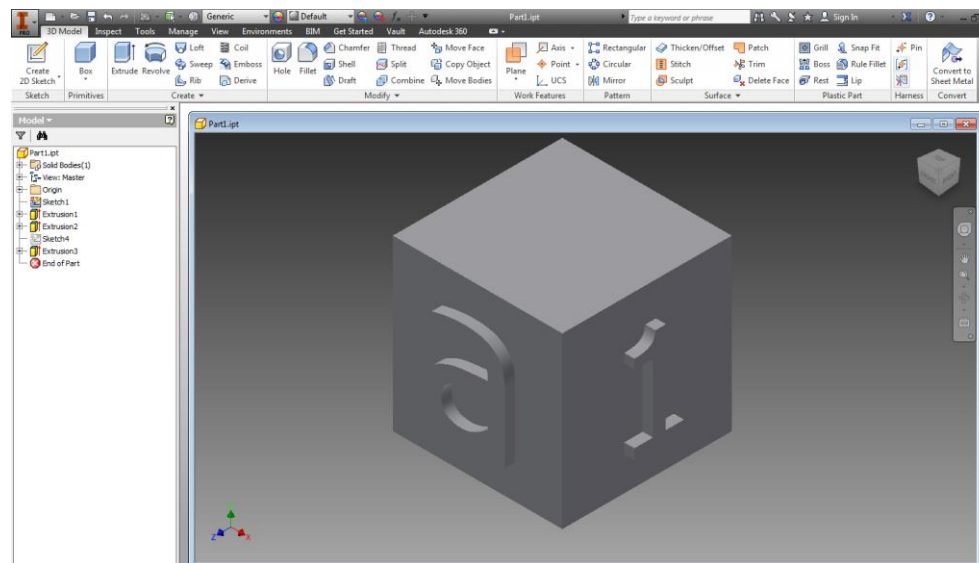 PRO Generic Default Part1.ipt Type a keyword or phrase Sign In
3D Model Inspect Tools Manage View Environments BIM Get Started Vault Autodesk 360
Loft Coil Chamfer Thread Move Face Axis Rectangular Thicken/Offset Patch Grill Snap Fit Pin
Create 2D Sketch Box Extrude Revolve Sweep Emboss Hole Fillet Shell Split Copy Object Plane Point Circular Stitch Trim Boss Rule Fillet Convert to Sheet Metal
Rib Derive Draft Combine Move Bodies UCS Mirror Sculpt Delete Face Rest Lip
Sketch Primitives Create Modify Work Features Pattern Surface Plastic Part Harness Convert
Model
Part1.ipt
Part1.ipt
Solid Bodies(1)
View: Master
Origin
Sketch1
Extrusion1
Extrusion2
Sketch4
Extrusion3
End of Part
a 1
z x